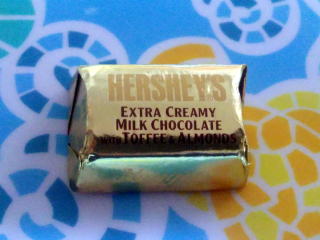 HERSHEY'S
EXTRA CREAMY
MILK CHOCOLATE
WITH TOFFEE & ALMONDS